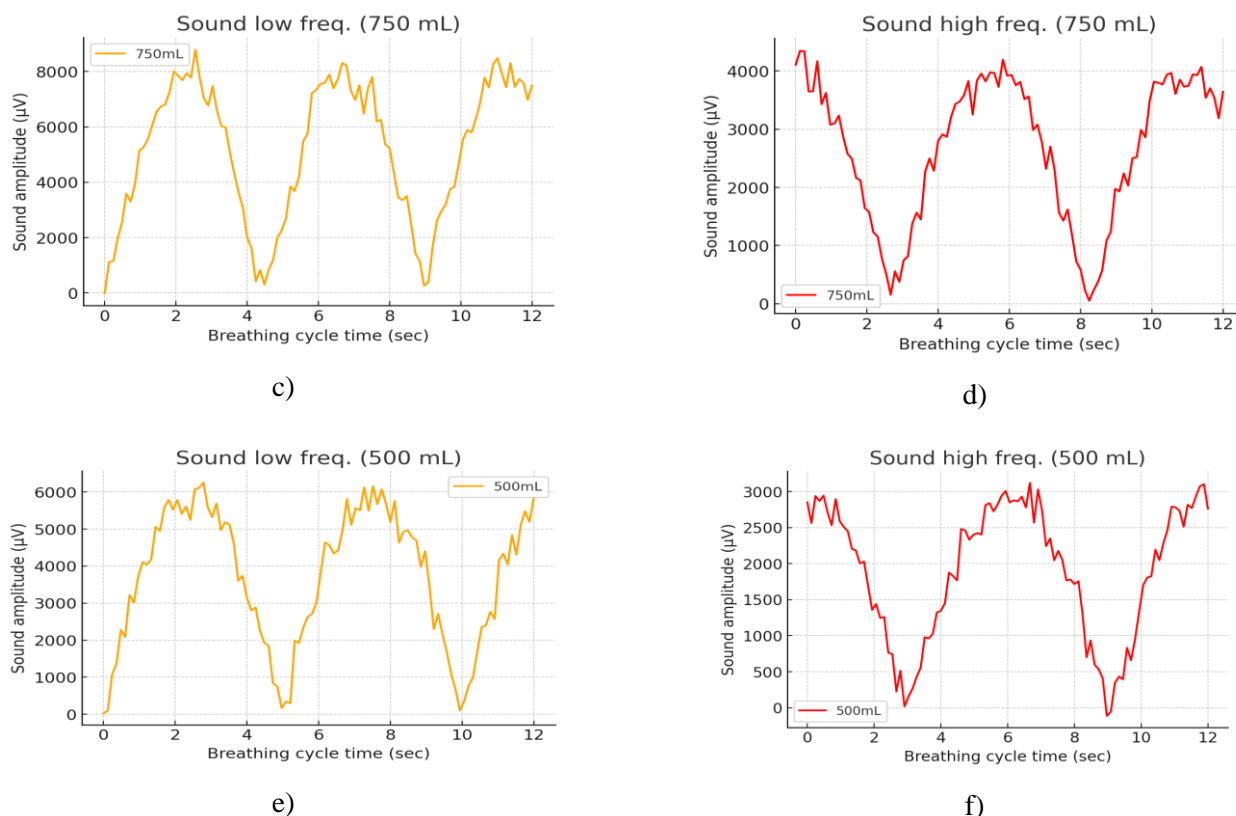 Sound low freq. (750 mL)
750mL
Sound amplitude (µV)
8000
6000
4000
2000
0
0 2 4 6 8 10 12
Breathing cycle time (sec)
c)
Sound high freq. (750 mL)
Sound amplitude (µV)
4000
3000
2000
1000
0
750mL
0 2 4 6 8 10 12
Breathing cycle time (sec)
d)
Sound low freq. (500 mL)
500mL
Sound amplitude (µV)
6000
5000
4000
3000
2000
1000
0
0 2 4 6 8 10 12
Breathing cycle time (sec)
e)
Sound high freq. (500 mL)
Sound amplitude (µV)
3000
2500
2000
1500
1000
500
0
500mL
0 2 4 6 8 10 12
Breathing cycle time (sec)
f)